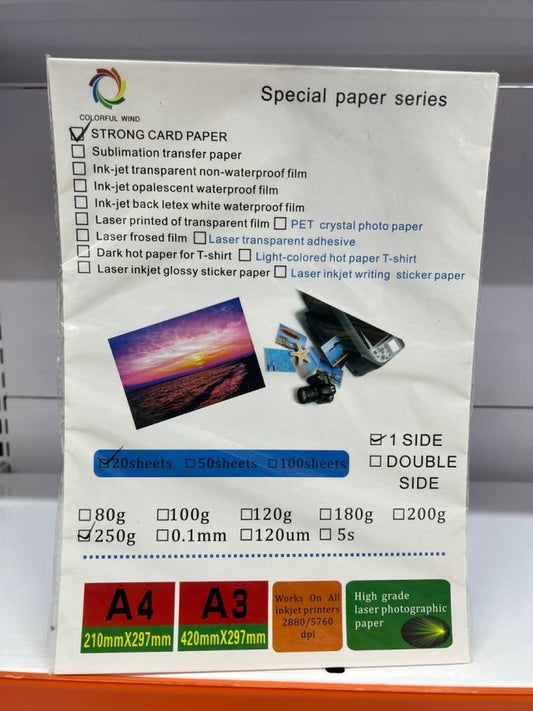 COLORFUL WIND
Special paper series
STRONG CARD PAPER
Sublimation transfer paper
Ink-jet transparent non-waterproof film
Ink-jet opalescent waterproof film
Ink-jet back letex white waterproof film
Laser printed of transparent film PET crystal photo paper
Laser frosed film Laser transparent adhesive
Dark hot paper for T-shirt Light-colored hot paper T-shirt
Laser inkjet glossy sticker paper Laser inkjet writing sticker paper
1 SIDE
20sheets 50sheets 100sheets
DOUBLE
SIDE
80g 100g 120g 180g 200g
250g 0.1mm 120um 5s
A4
210mmX297mm
A3
420mmX297mm
Works On All
inkjet printers
2880/5760
dpi
High grade
laser photographic
paper